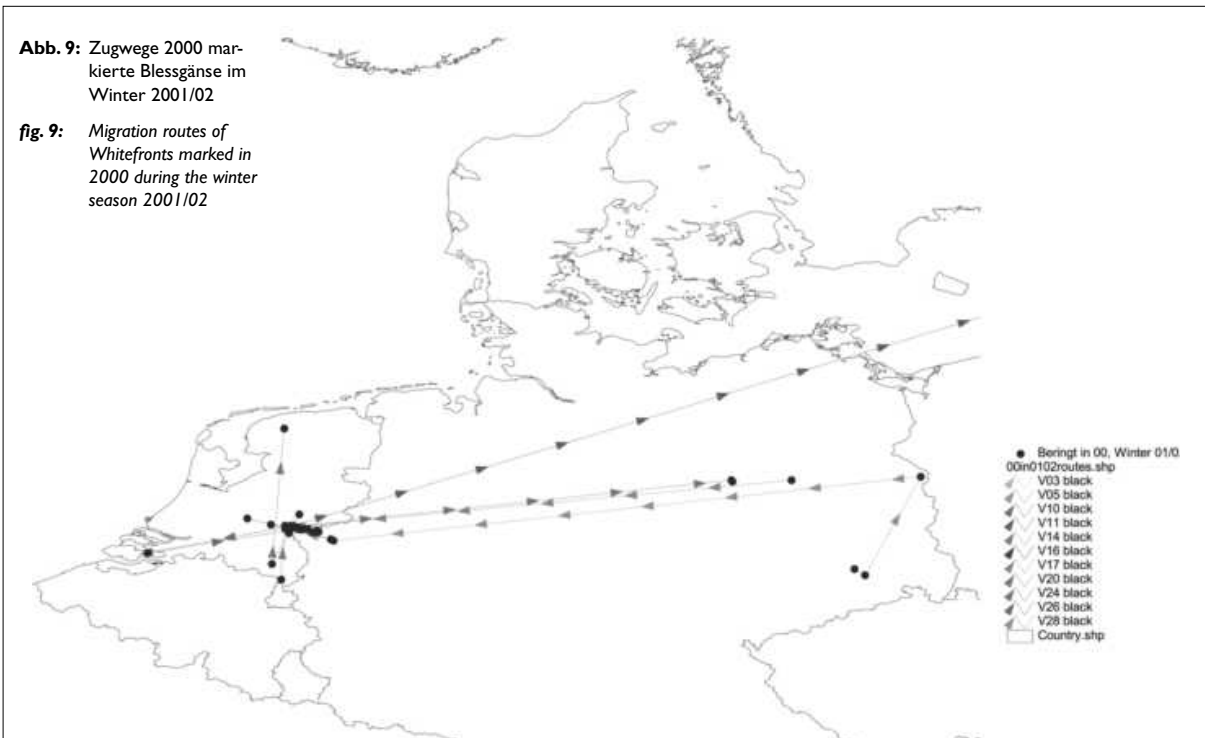 Abb. 9: Zugwege 2000 mar-
kierte Blessgänse im
Winter 2001/02
fig. 9: Migration routes of
Whitefronts marked in
2000 during the winter
season 2001/02
Beringt in 00, Winter 01/0
00in0102routes.shp
V03 black
V05 black
V10 black
V11 black
V14 black
V16 black
V17 black
V20 black
V24 black
V26 black
V28 black
Country.shp